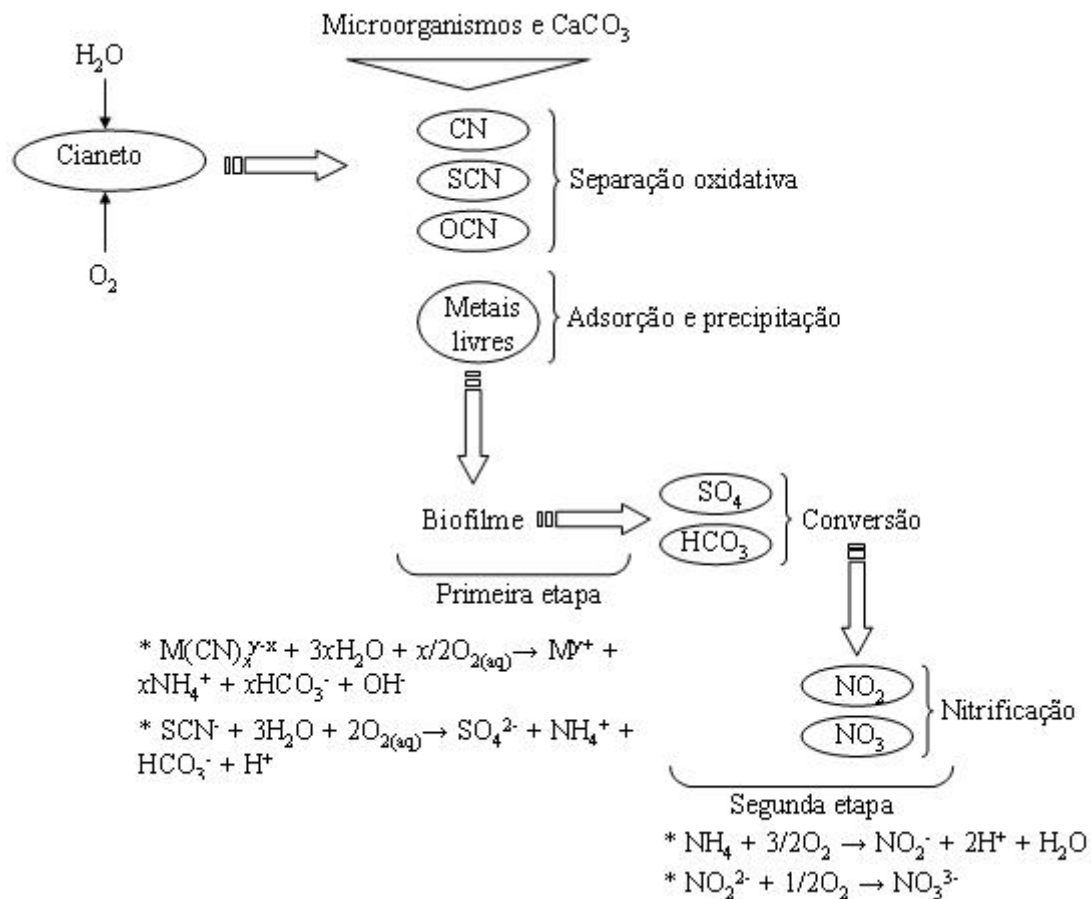 Microorganismos e CaCO₃
H₂O
Cianeto
O₂
CN
SCN
OCN
Separação oxidativa
Metais
livres
Adsorção e precipitação
Biofilme
SO₄
HCO₃
Conversão
Primeira etapa
* M(CN)ₓʸ⁻ˣ + 3xH₂O + x/2O₂₍ₐq₎→ Mʸ⁺ +
xNH₄⁺ + xHCO₃⁻ + OH⁻
* SCN⁻ + 3H₂O + 2O₂₍ₐq₎→ SO₄²⁻ + NH₄⁺ +
HCO₃⁻ + H⁺
NO₂
NO₃
Nitrificação
Segunda etapa
* NH₄ + 3/2O₂ → NO₂⁻ + 2H⁺ + H₂O
* NO₂²⁻ + 1/2O₂ → NO₃³⁻